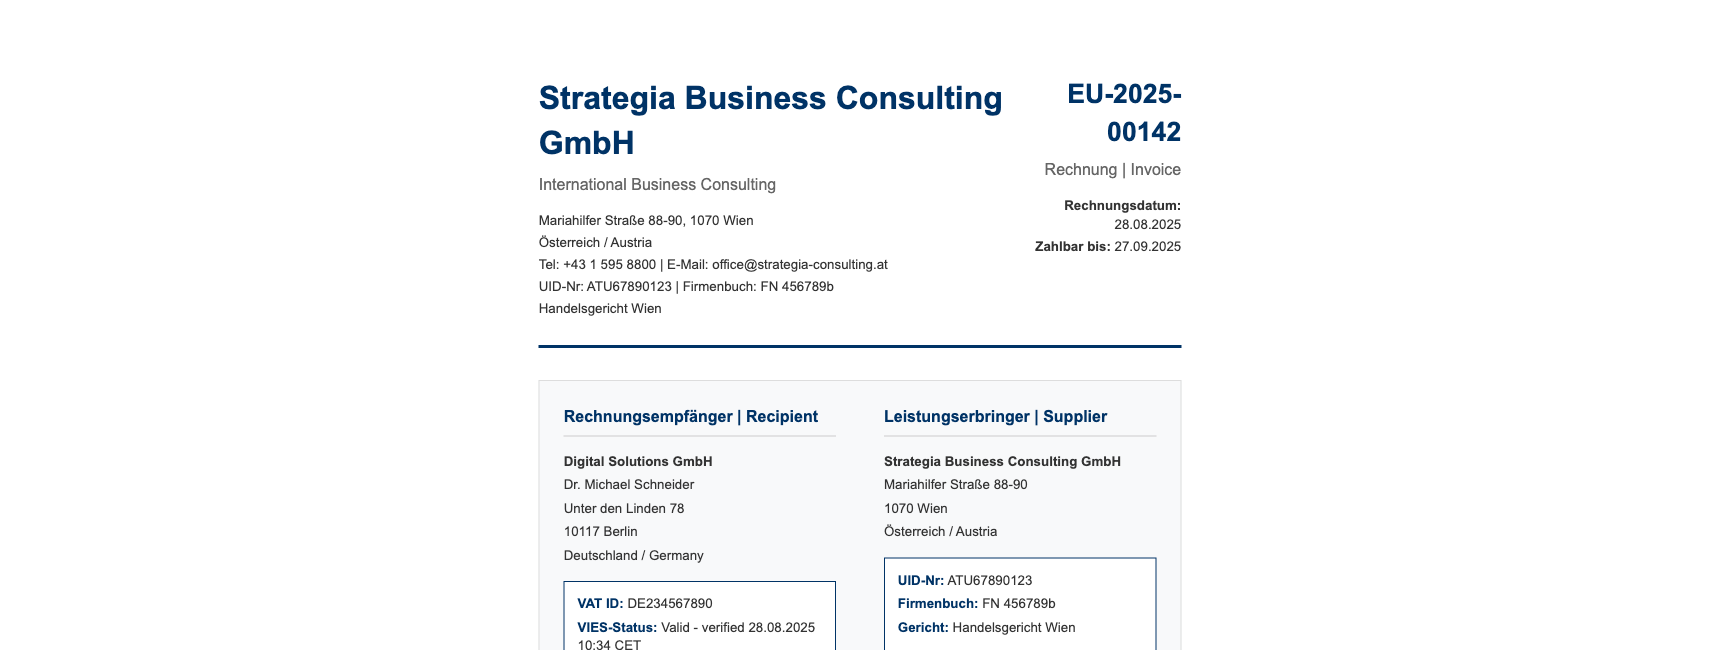 Strategia Business Consulting
GmbH
International Business Consulting
Mariahilfer Straße 88-90, 1070 Wien
Österreich / Austria
Tel: +43 1 595 8800 | E-Mail: office@strategia-consulting.at
UID-Nr: ATU67890123 | Firmenbuch: FN 456789b
Handelsgericht Wien
EU-2025-
00142
Rechnung | Invoice
Rechnungsdatum:
28.08.2025
Zahlbar bis: 27.09.2025
Rechnungsempfänger | Recipient
Digital Solutions GmbH
Dr. Michael Schneider
Unter den Linden 78
10117 Berlin
Deutschland / Germany
VAT ID: DE234567890
VIES-Status: Valid - verified 28.08.2025
10:34 CET
Leistungserbringer | Supplier
Strategia Business Consulting GmbH
Mariahilfer Straße 88-90
1070 Wien
Österreich / Austria
UID-Nr: ATU67890123
Firmenbuch: FN 456789b
Gericht: Handelsgericht Wien